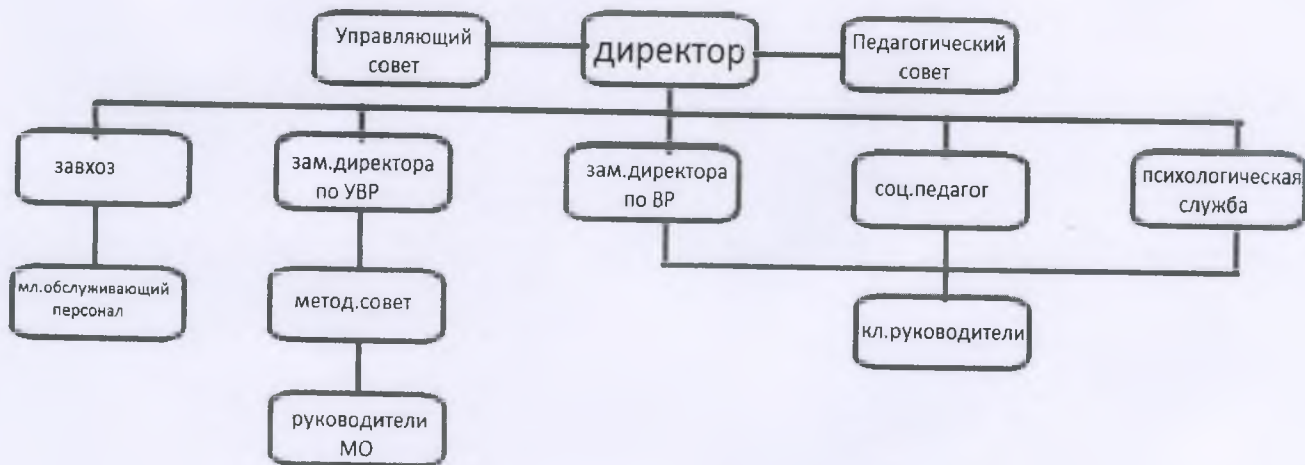 Управляющий
совет
директор
Педагогический
совет
завхоз
зам.директора
по УВР
зам.директора
по ВР
соц.педагог
психологическая
служба
мл.обслуживающий
персонал
метод.совет
кл.руководители
руководители
МО